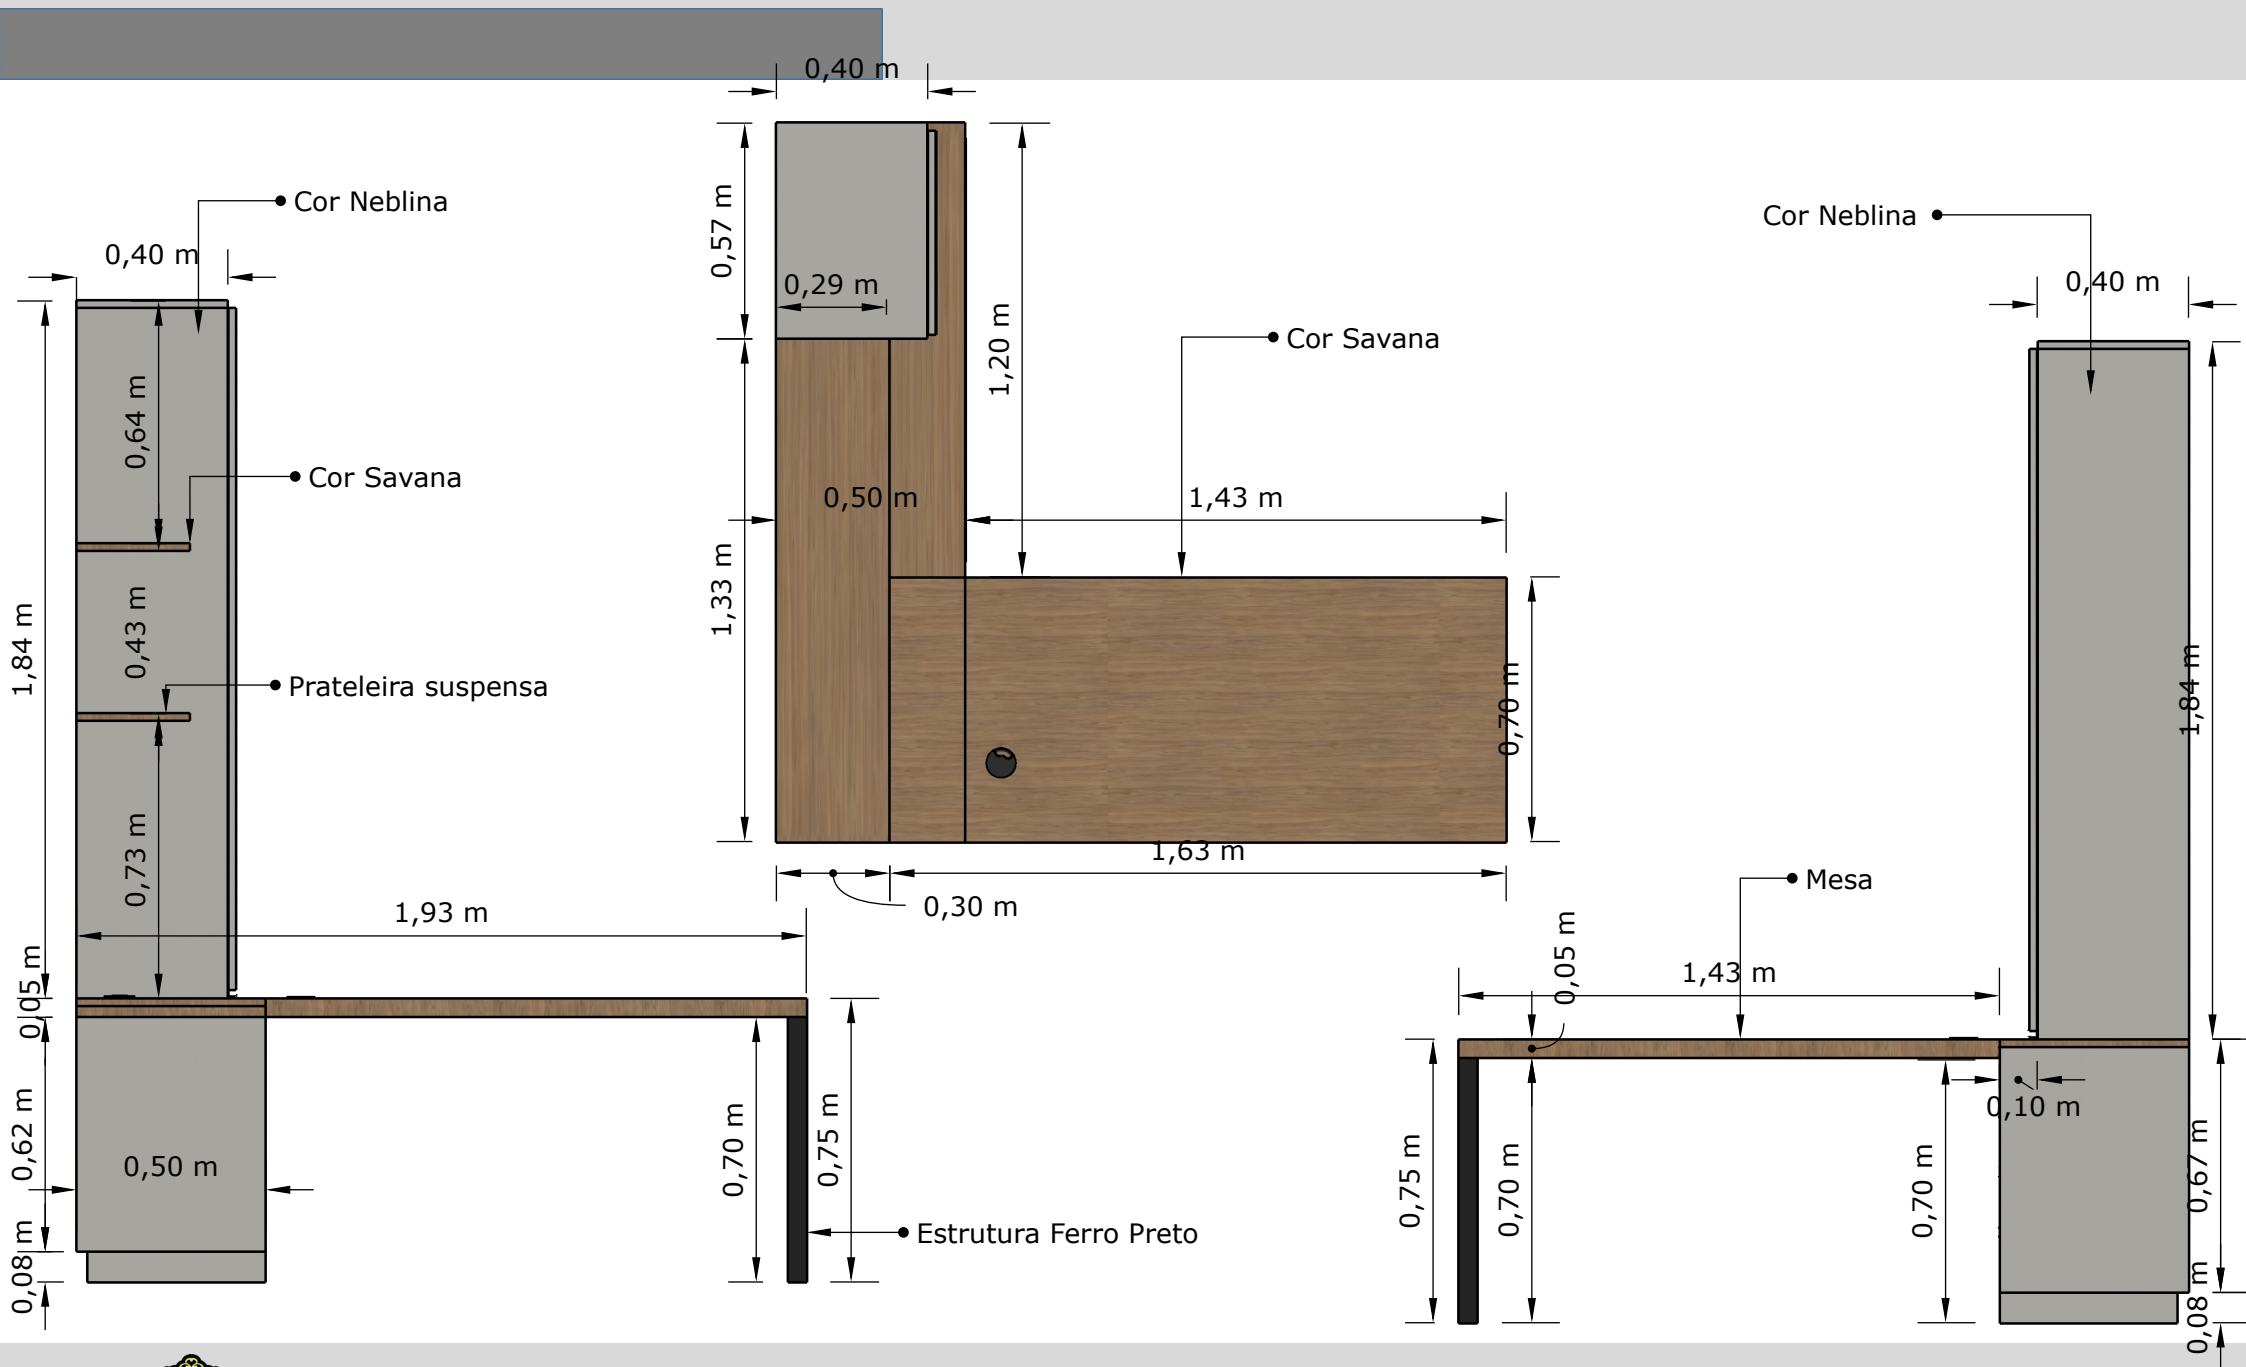 0,40 m
Cor Neblina
0,40 m
0,64 m
Cor Savana
0,43 m
1,84 m
Prateleira suspensa
0,73 m
1,93 m
0,05 m
0,62 m
0,50 m
0,08 m
0,70 m
0,75 m
Estrutura Ferro Preto
0,57 m
0,29 m
1,20 m
Cor Savana
0,50 m
1,43 m
1,33 m
0,70 m
1,63 m
0,30 m
Cor Neblina
0,40 m
1,84 m
Mesa
0,05 m
1,43 m
0,10 m
0,75 m
0,70 m
0,70 m
0,67 m
0,08 m